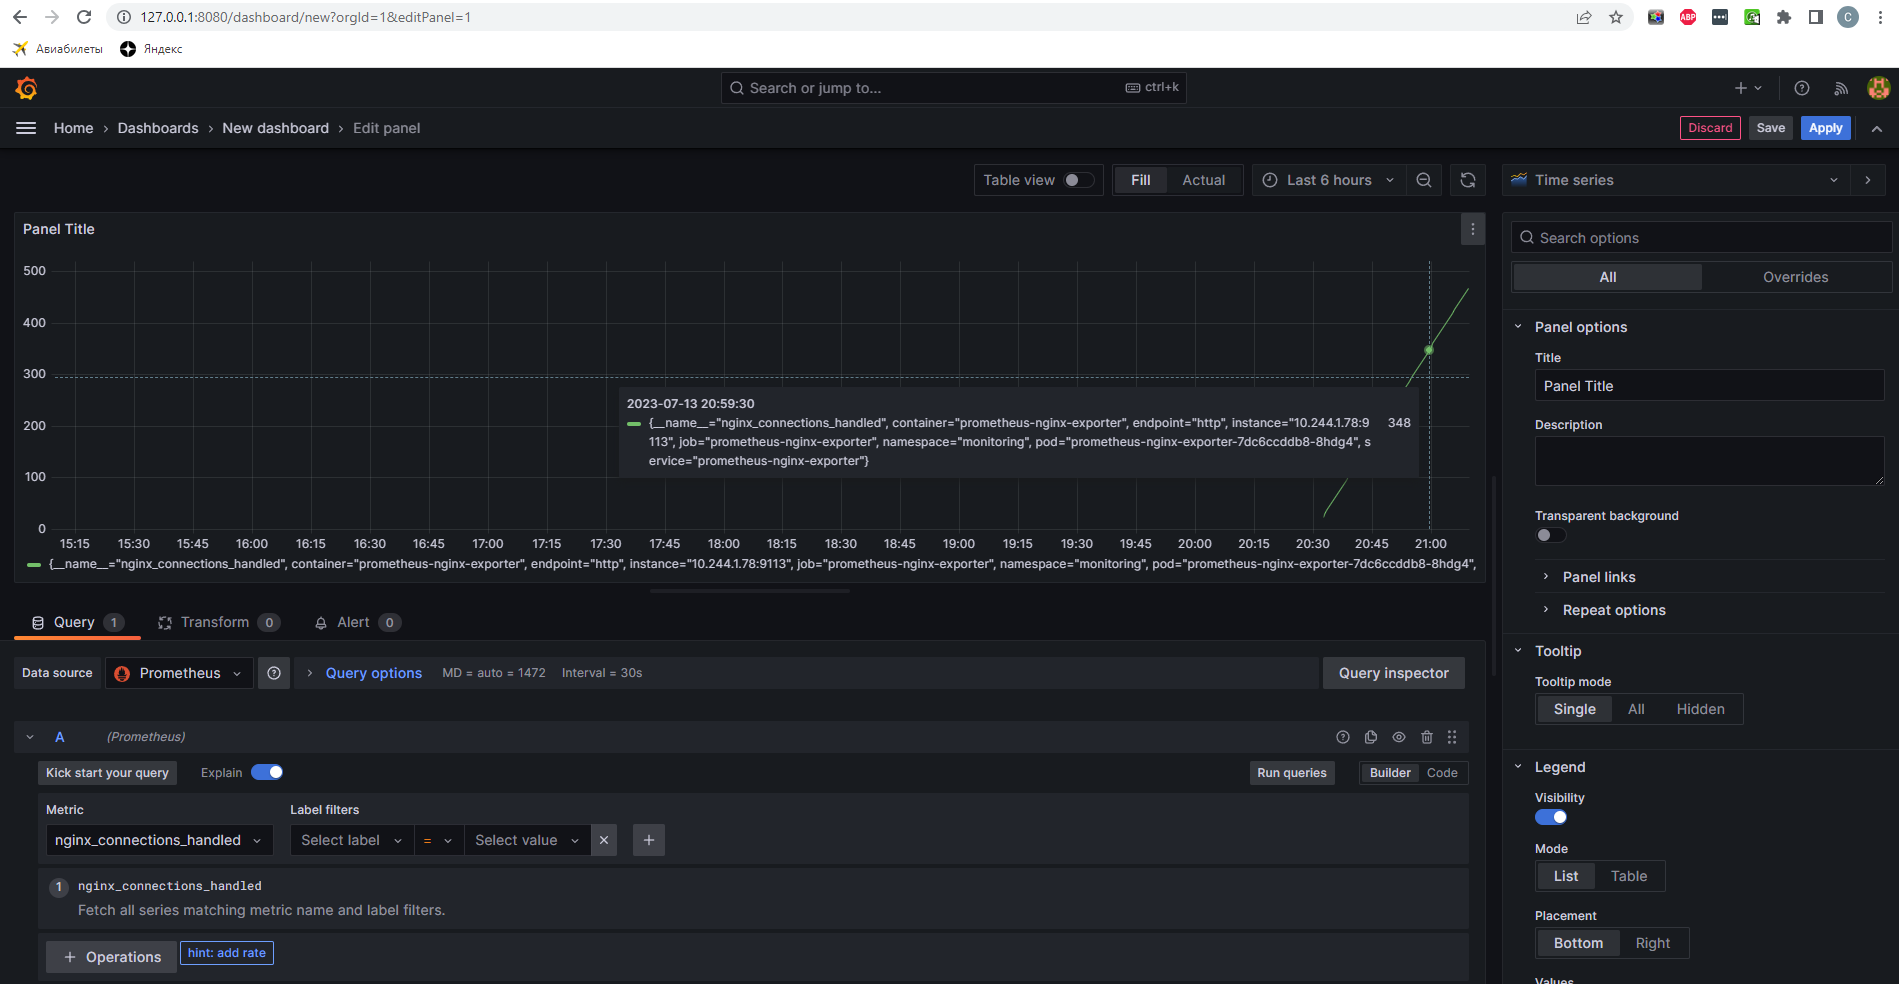 127.0.0.1:8080/dashboard/new?orgId=1&editPanel=1
ABP
C
Авиабилеты
Яндекс
Search or jump to...
ctrl+k
Home › Dashboards › New dashboard › Edit panel
Discard
Save
Apply
Table view
Fill
Actual
Last 6 hours
Time series
Panel Title
Search options
All
Overrides
500
400
300
200
100
0
15:15 15:30 15:45 16:00 16:15 16:30 16:45 17:00 17:15 17:30 17:45 18:00 18:15 18:30 18:45 19:00 19:15 19:30 19:45 20:00 20:15 20:30 20:45 21:00
2023-07-13 20:59:30
{__name__="nginx_connections_handled", container="prometheus-nginx-exporter", endpoint="http", instance="10.244.1.78:9 348
113", job="prometheus-nginx-exporter", namespace="monitoring", pod="prometheus-nginx-exporter-7dc6ccddb8-8hdg4", s
ervice="prometheus-nginx-exporter"}
{__name__="nginx_connections_handled", container="prometheus-nginx-exporter", endpoint="http", instance="10.244.1.78:9113", job="prometheus-nginx-exporter", namespace="monitoring", pod="prometheus-nginx-exporter-7dc6ccddb8-8hdg4",
Query 1
Transform 0
Alert 0
Data source
Prometheus
Query options
MD = auto = 1472
Interval = 30s
Query inspector
A
(Prometheus)
Kick start your query
Explain
Run queries
Builder
Code
Metric
Label filters
nginx_connections_handled
Select label
=
Select value
1 nginx_connections_handled
Fetch all series matching metric name and label filters.
+ Operations
hint: add rate
Panel options
Title
Panel Title
Description
Transparent background
Panel links
Repeat options
Tooltip
Tooltip mode
Single
All
Hidden
Legend
Visibility
Mode
List
Table
Placement
Bottom
Right
Values